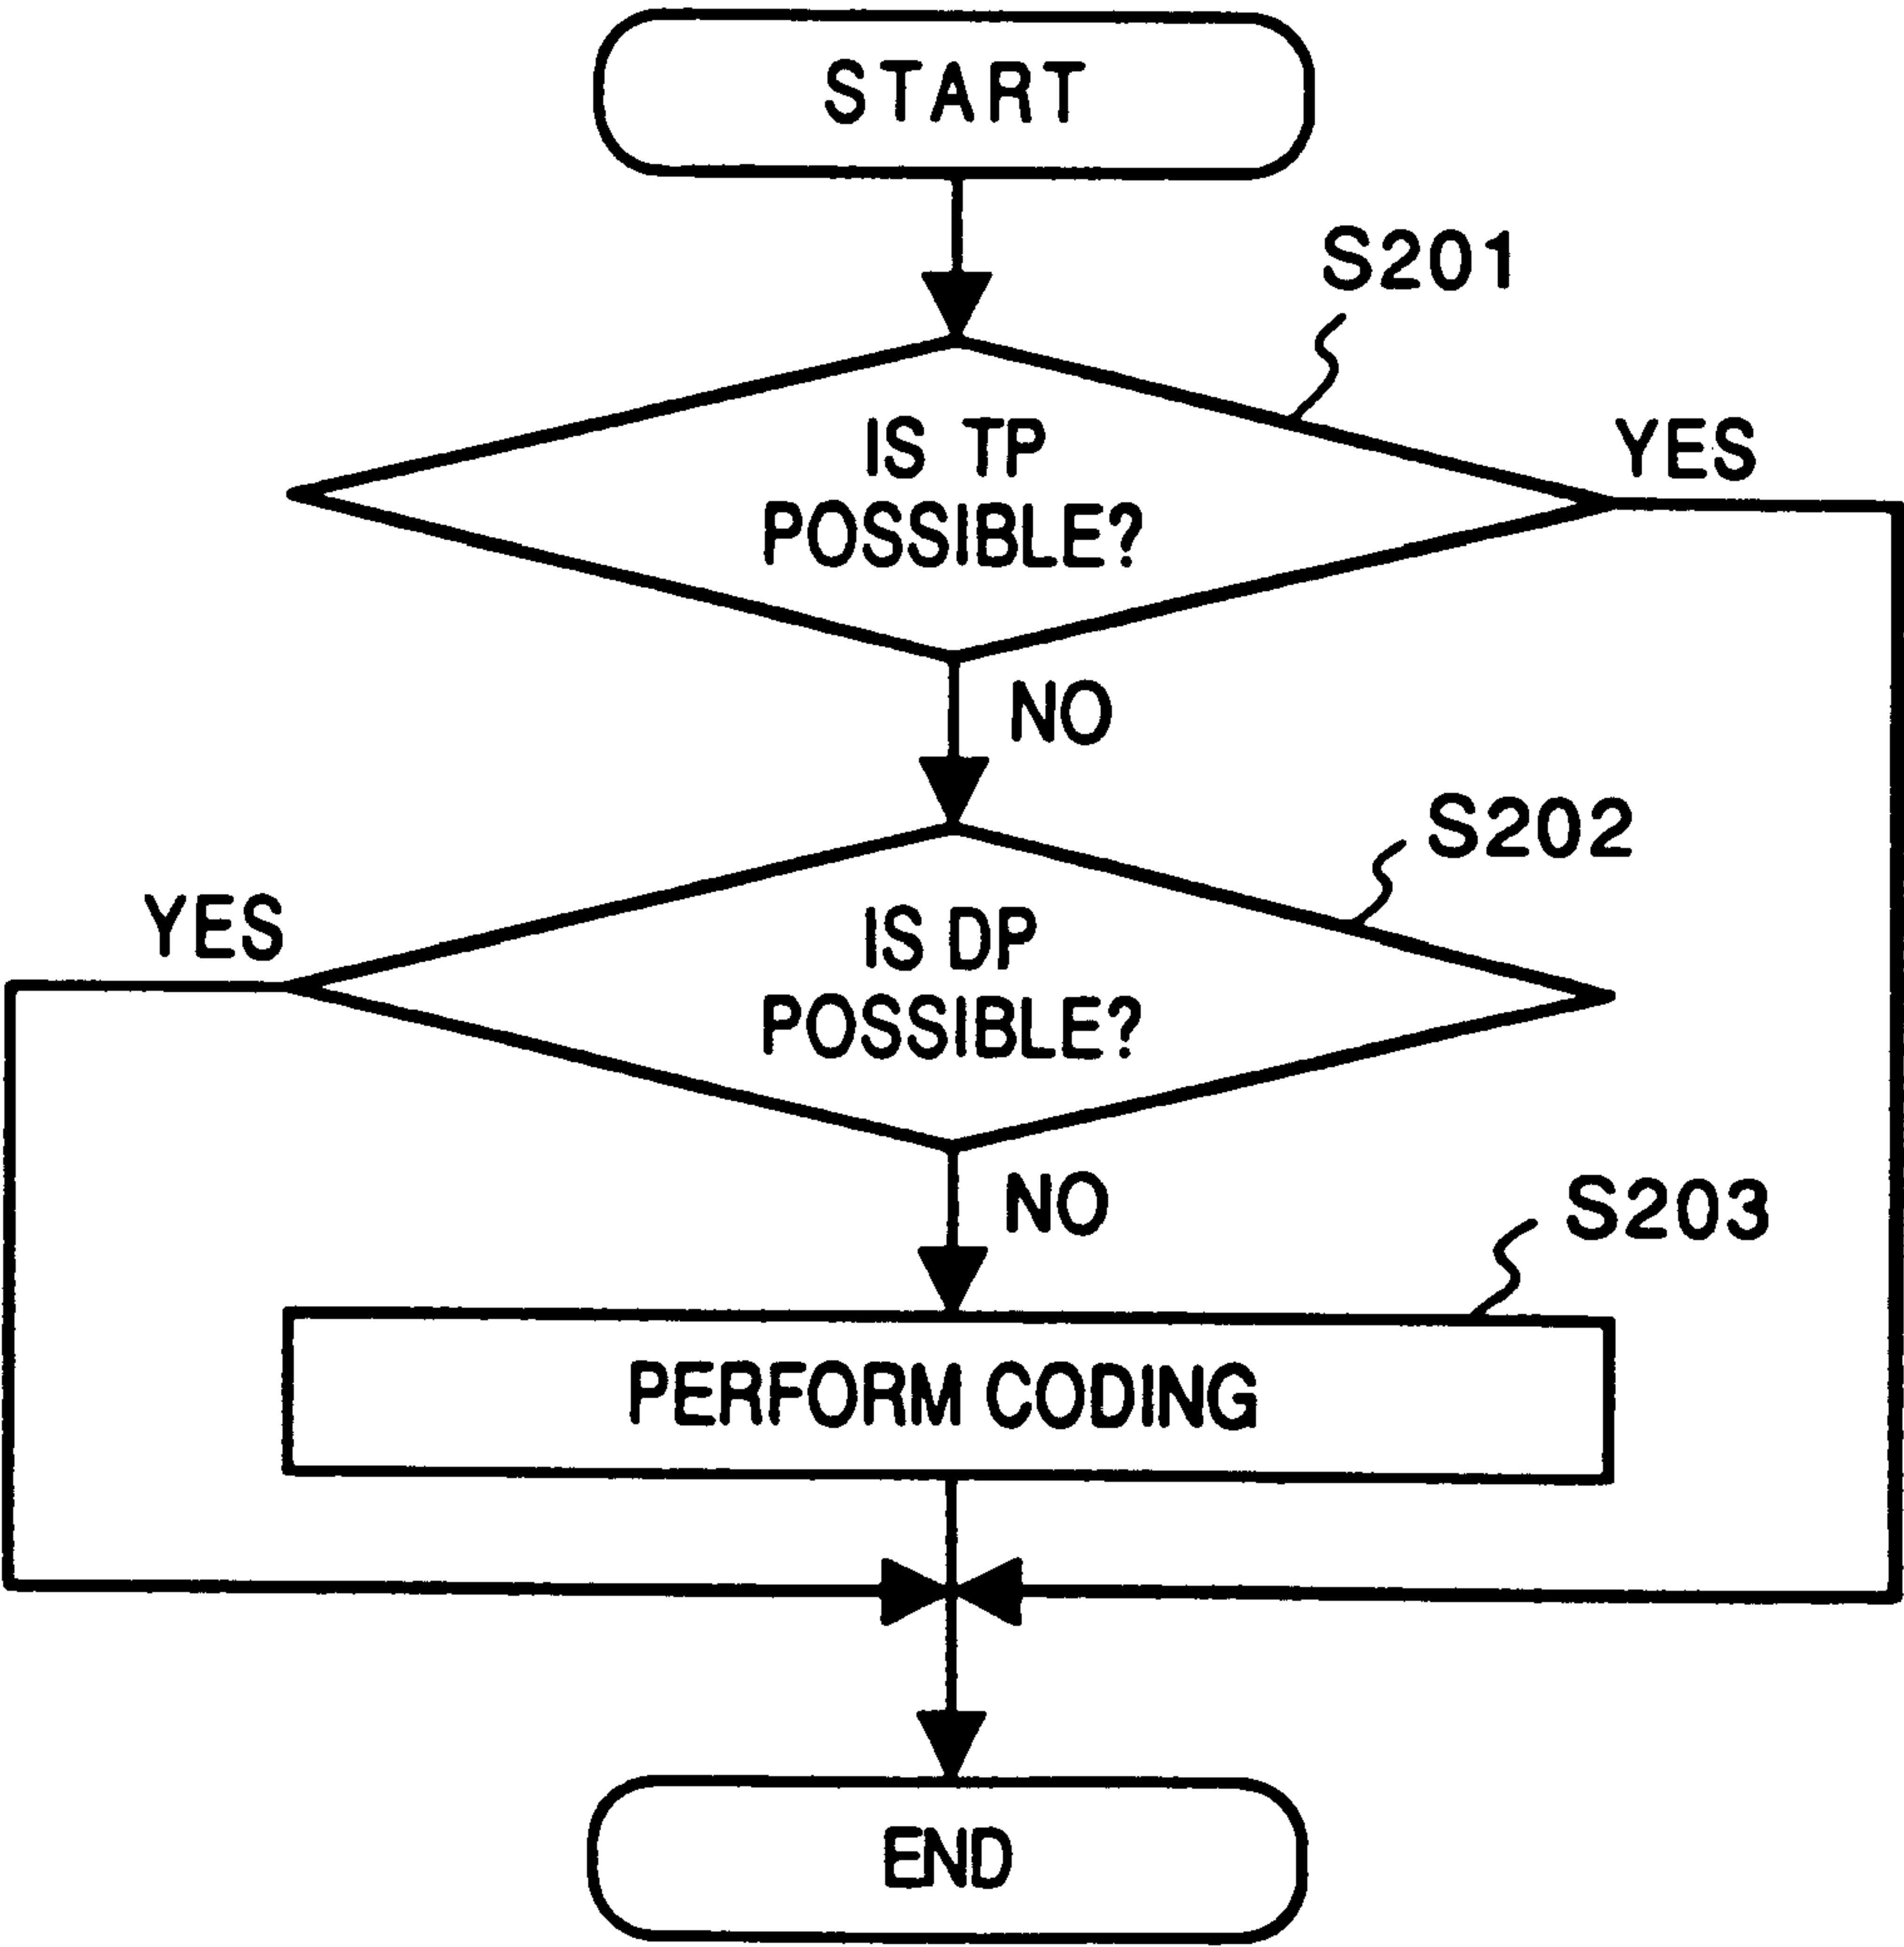 START
S201
IS TP
POSSIBLE?
YES
NO
S202
YES
IS DP
POSSIBLE?
NO
S203
PERFORM CODING
END